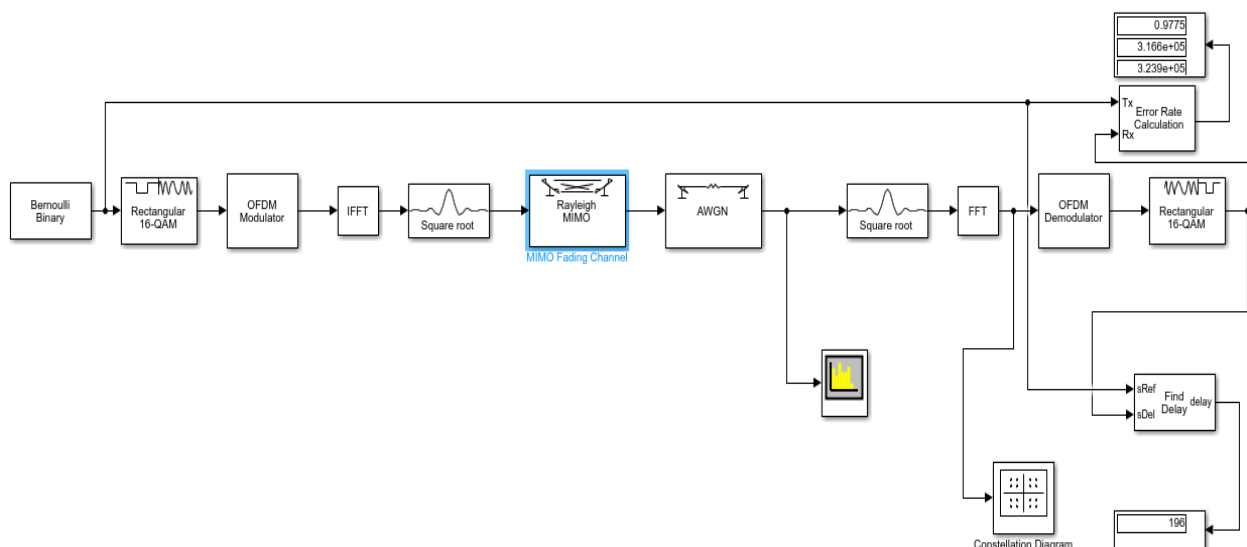 0.9775
3.166e+05
3.239e+05
Tx
Error Rate
Calculation
Rx
Bernoulli
Binary
Rectangular
16-QAM
OFDM
Modulator
IFFT
Square root
Rayleigh
MIMO
MIMO Fading Channel
AWGN
Square root
FFT
OFDM
Demodulator
Rectangular
16-QAM
sRef
Find
Delay
delay
sDel
Constellation Diagram
196